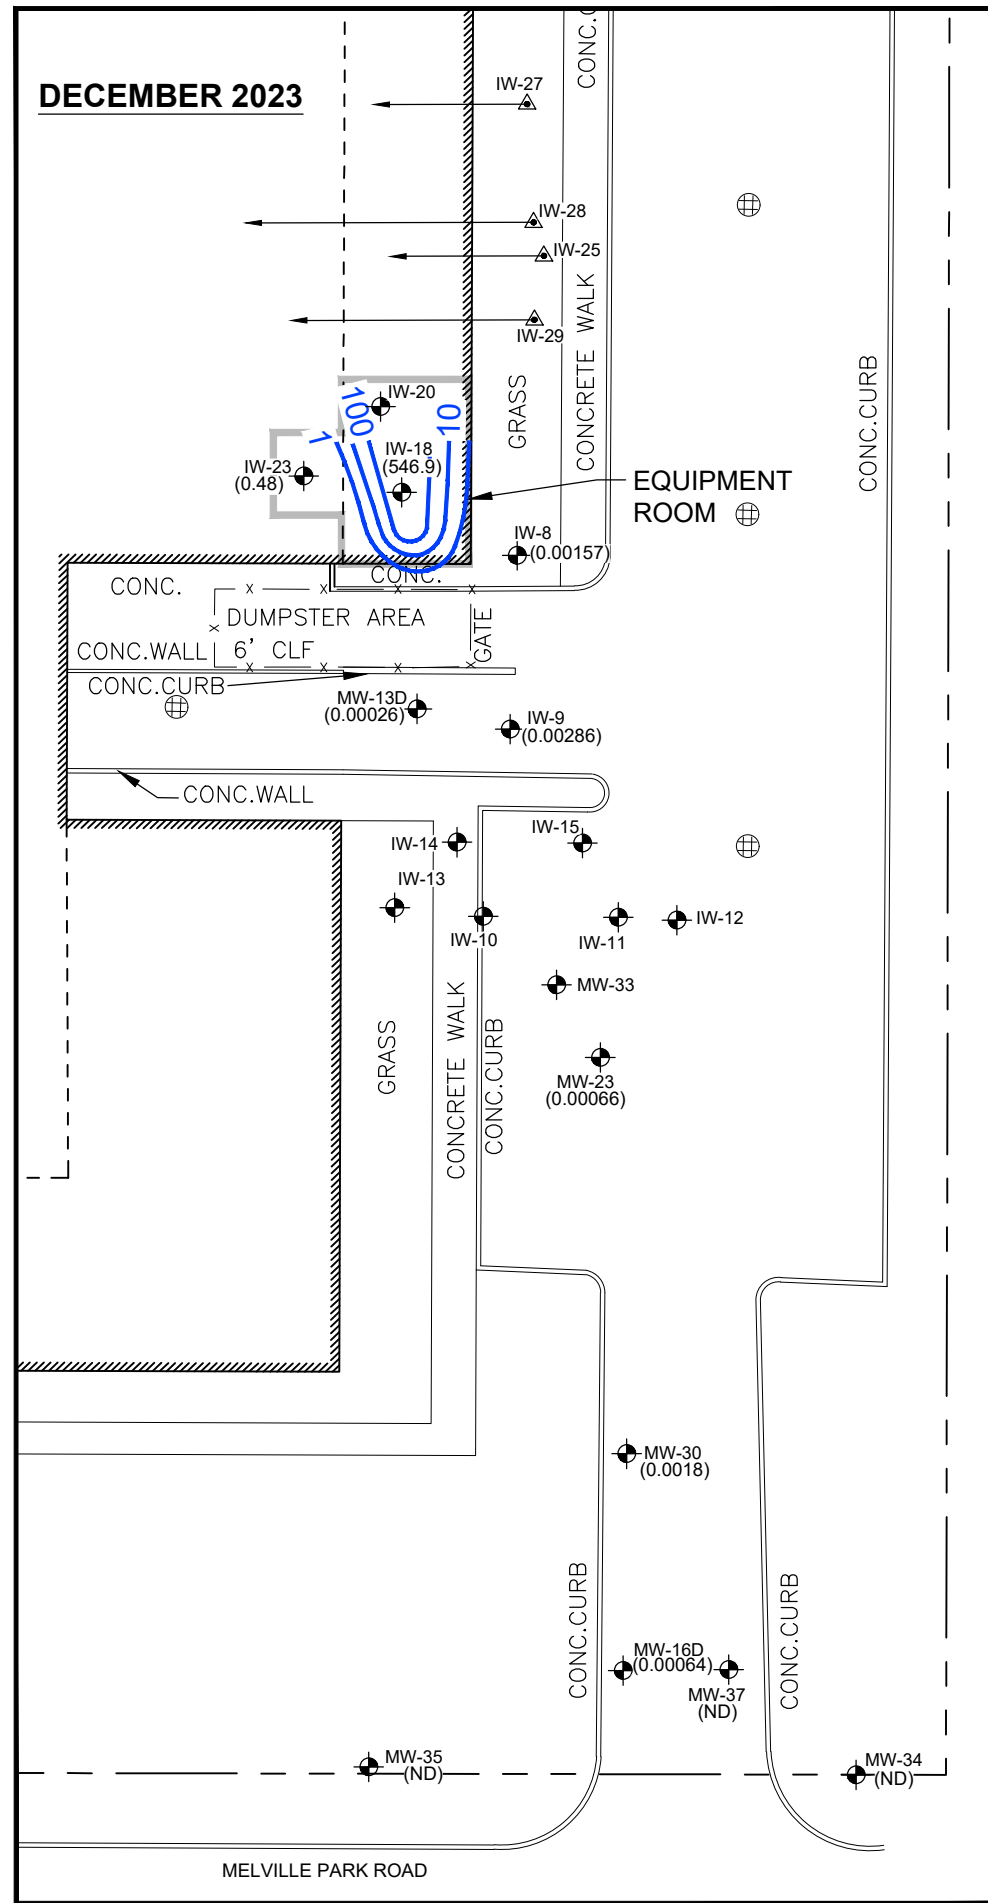 CONC.C
DECEMBER 2023
IW-27
IW-28
IW-25
IW-29
CONCRETE WALK
GRASS
CONC.CURB
IW-20
100
10
1
IW-18
(546.9)
IW-23
(0.48)
EQUIPMENT
ROOM
IW-8
(0.00157)
CONC.
CONC.
DUMPSTER AREA
GATE
CONC.WALL
6' CLF
CONC.CURB
MW-13D
(0.00026)
IW-9
(0.00286)
CONC.WALL
IW-14
IW-15
IW-13
IW-10
IW-11
IW-12
MW-33
GRASS
CONCRETE WALK
CONC.CURB
MW-23
(0.00066)
MW-30
(0.0018)
CONC.CURB
CONC.CURB
MW-16D
(0.00064)
MW-37
(ND)
MW-35
(ND)
MW-34
(ND)
MELVILLE PARK ROAD